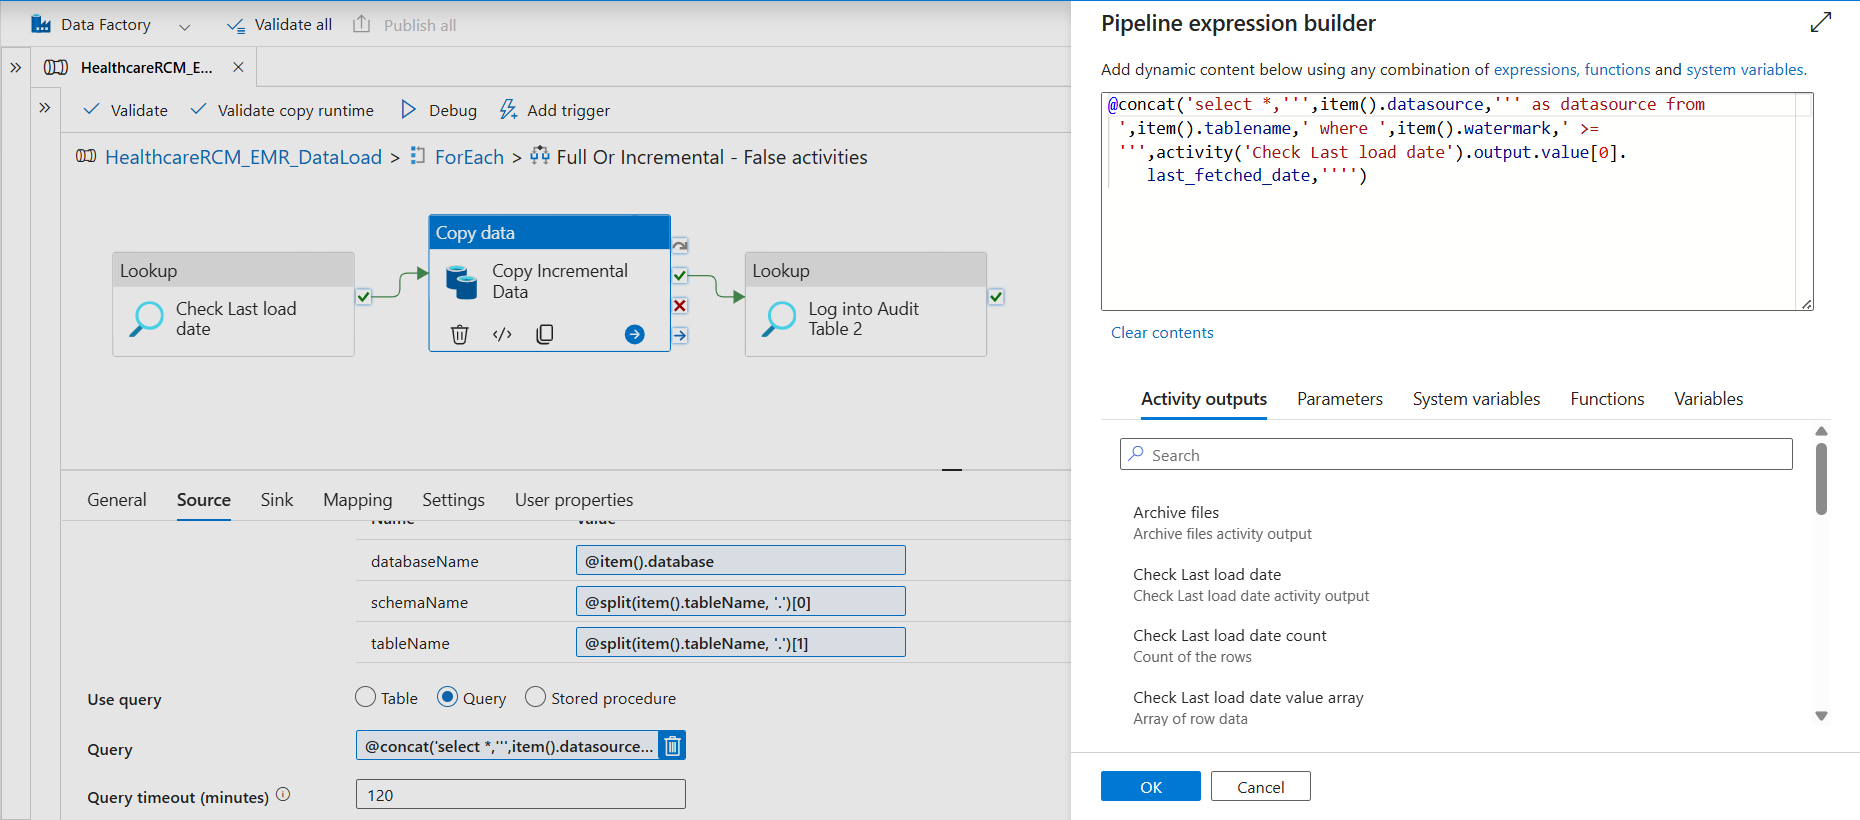 Data Factory
Validate all
Publish all
HealthcareRCM_E...
Validate
Validate copy runtime
Debug
Add trigger
HealthcareRCM_EMR_DataLoad > ForEach > Full Or Incremental - False activities
Lookup
Check Last load
date
Copy data
Copy Incremental
Data
Lookup
Log into Audit
Table 2
General
Source
Sink
Mapping
Settings
User properties
Name
Value
databaseName
@item().database
schemaName
@split(item().tableName, '.')[0]
tableName
@split(item().tableName, '.')[1]
Use query
Table
Query
Stored procedure
Query
@concat('select *,''',item().datasource...
Query timeout (minutes)
120
Pipeline expression builder
Add dynamic content below using any combination of expressions, functions and system variables.
@concat('select *,''',item().datasource,''' as datasource from
',item().tablename,' where ',item().watermark,' >=
''',activity('Check Last load date').output.value[0].
last_fetched_date,'''')
Clear contents
Activity outputs
Parameters
System variables
Functions
Variables
Search
Archive files
Archive files activity output
Check Last load date
Check Last load date activity output
Check Last load date count
Count of the rows
Check Last load date value array
Array of row data
OK
Cancel